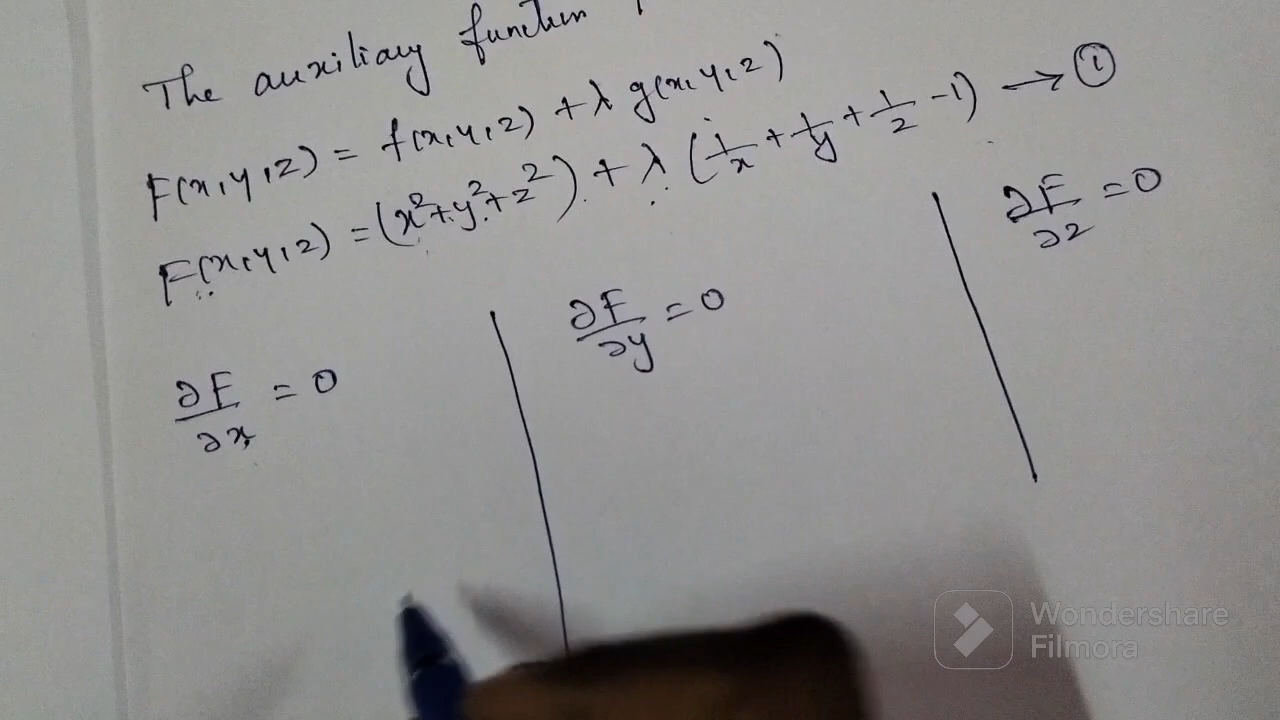 The auxiliary function
F(x,y,z) = f(x,y,z) + λ g(x,y,z)
F(x,y,z) = (x²+y²+z²) + λ (1/x + 1/y + 1/z -1) → ①
∂F/∂x = 0
∂F/∂y = 0
∂F/∂z = 0
Wondershare
Filmora